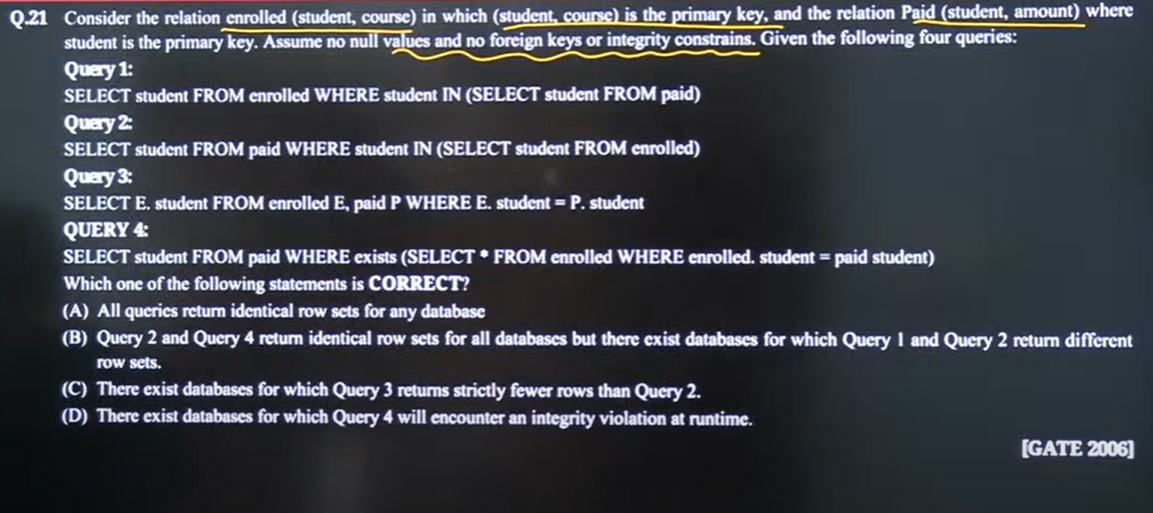 Q.21 Consider the relation enrolled (student, course) in which (student, course) is the primary key, and the relation Paid (student, amount) where
student is the primary key. Assume no null values and no foreign keys or integrity constrains. Given the following four queries:
Query 1:
SELECT student FROM enrolled WHERE student IN (SELECT student FROM paid)
Query 2:
SELECT student FROM paid WHERE student IN (SELECT student FROM enrolled)
Query 3:
SELECT E. student FROM enrolled E, paid P WHERE E. student = P. student
QUERY 4:
SELECT student FROM paid WHERE exists (SELECT * FROM enrolled WHERE enrolled. student = paid student)
Which one of the following statements is CORRECT?
(A) All queries return identical row sets for any database
(B) Query 2 and Query 4 return identical row sets for all databases but there exist databases for which Query 1 and Query 2 return different
row sets.
(C) There exist databases for which Query 3 returns strictly fewer rows than Query 2.
(D) There exist databases for which Query 4 will encounter an integrity violation at runtime.
[GATE 2006]